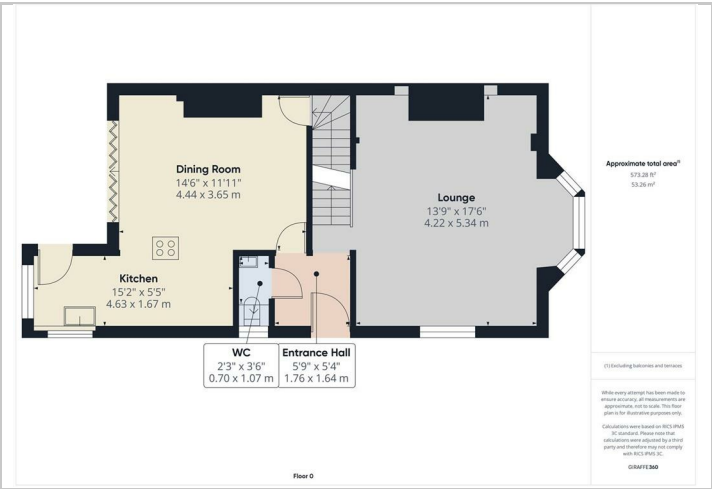 Dining Room
14'6" x 11'11"
4.44 x 3.65 m
Lounge
13'9" x 17'6"
4.22 x 5.34 m
Kitchen
15'2" x 5'5"
4.63 x 1.67 m
WC
2'3" x 3'6"
0.70 x 1.07 m
Entrance Hall
5'9" x 5'4"
1.76 x 1.64 m
Floor 0
Approximate total area⁽¹⁾
573.28 ft²
53.26 m²
(1) Excluding balconies and terraces
While every attempt has been made to
ensure accuracy, all measurements are
approximate, not to scale. This floor
plan is for illustrative purposes only.
Calculations were based on RICS IPMS
3C standard. Please note that
calculations were adjusted by a third
party and therefore may not comply
with RICS IPMS 3C.
GIRAFFE360